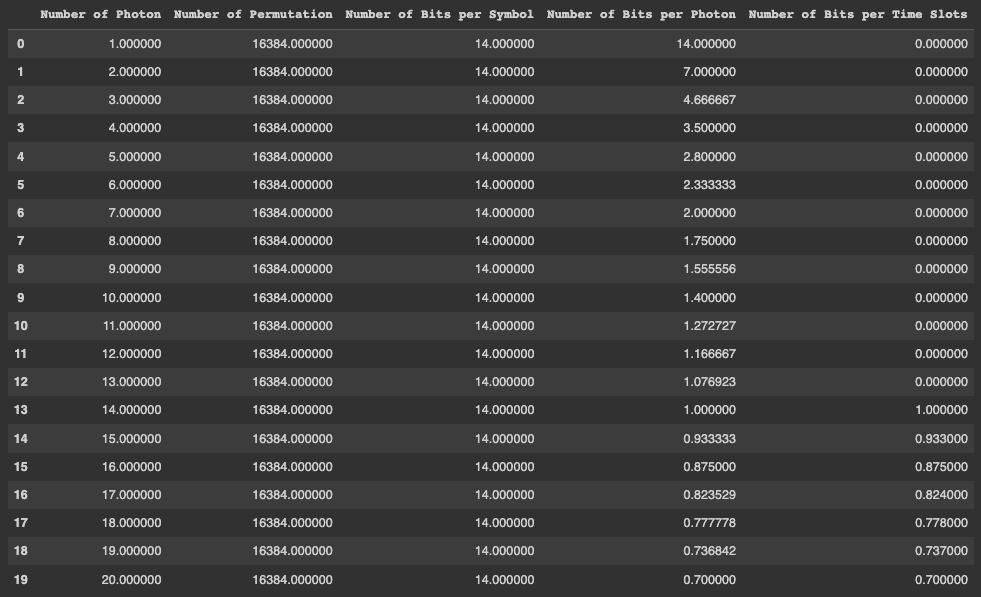 Number of Photon Number of Permutation Number of Bits per Symbol Number of Bits per Photon Number of Bits per Time Slots
0 1.000000 16384.000000 14.000000 14.000000 0.000000
1 2.000000 16384.000000 14.000000 7.000000 0.000000
2 3.000000 16384.000000 14.000000 4.666667 0.000000
3 4.000000 16384.000000 14.000000 3.500000 0.000000
4 5.000000 16384.000000 14.000000 2.800000 0.000000
5 6.000000 16384.000000 14.000000 2.333333 0.000000
6 7.000000 16384.000000 14.000000 2.000000 0.000000
7 8.000000 16384.000000 14.000000 1.750000 0.000000
8 9.000000 16384.000000 14.000000 1.555556 0.000000
9 10.000000 16384.000000 14.000000 1.400000 0.000000
10 11.000000 16384.000000 14.000000 1.272727 0.000000
11 12.000000 16384.000000 14.000000 1.166667 0.000000
12 13.000000 16384.000000 14.000000 1.076923 0.000000
13 14.000000 16384.000000 14.000000 1.000000 1.000000
14 15.000000 16384.000000 14.000000 0.933333 0.933000
15 16.000000 16384.000000 14.000000 0.875000 0.875000
16 17.000000 16384.000000 14.000000 0.823529 0.824000
17 18.000000 16384.000000 14.000000 0.777778 0.778000
18 19.000000 16384.000000 14.000000 0.736842 0.737000
19 20.000000 16384.000000 14.000000 0.700000 0.700000